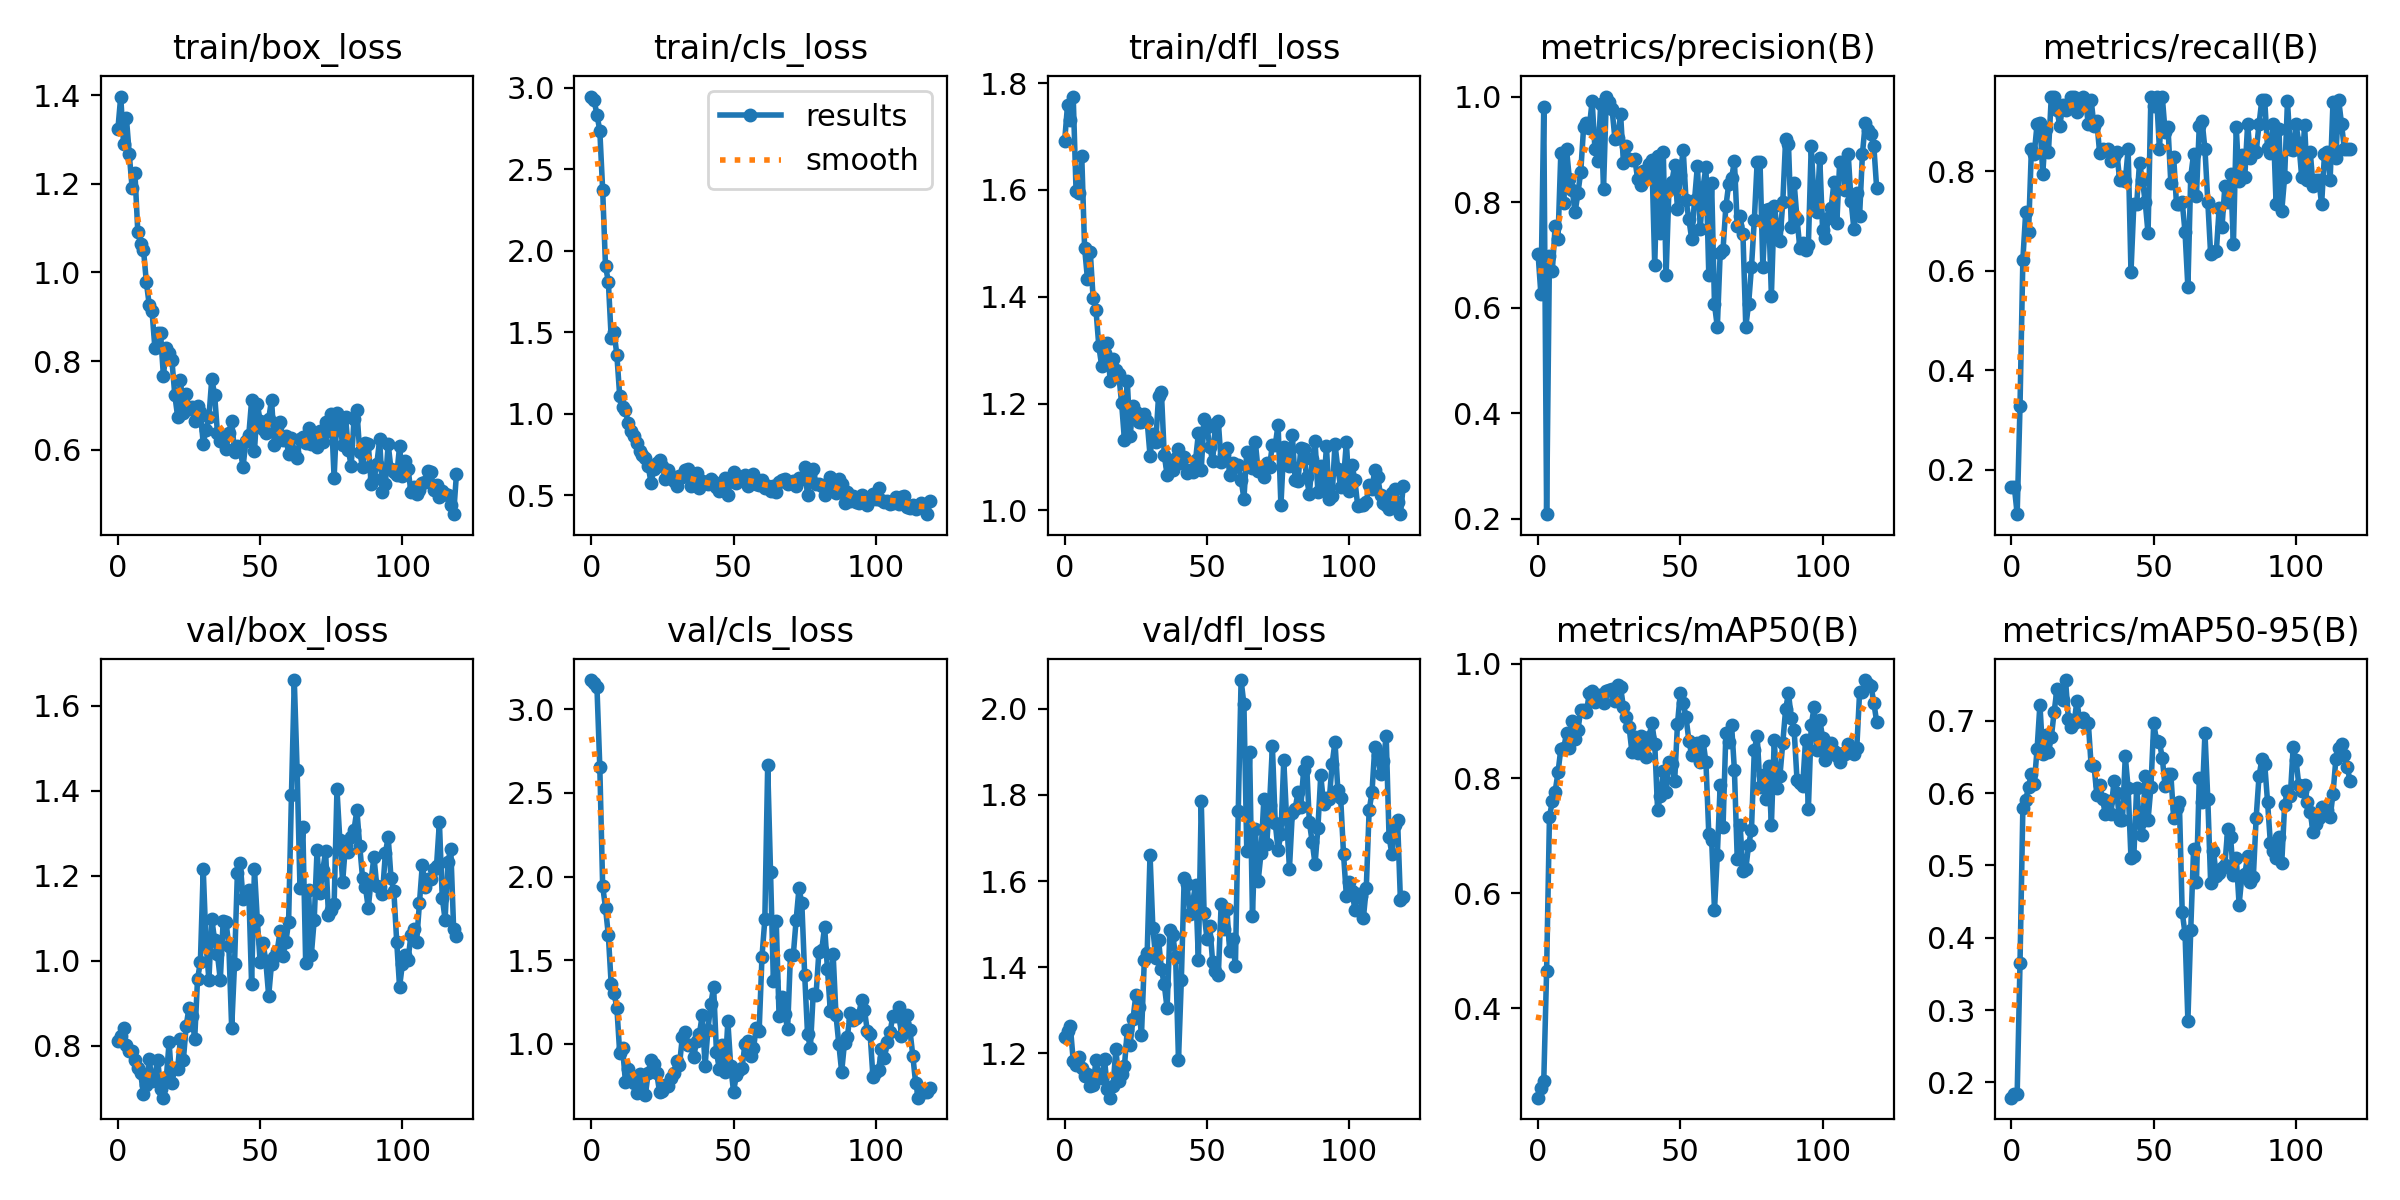 train/box_loss
1.4
1.2
1.0
0.8
0.6
0 50 100
train/cls_loss
3.0
2.5
2.0
1.5
1.0
0.5
results
smooth
0 50 100
train/dfl_loss
1.8
1.6
1.4
1.2
1.0
0 50 100
metrics/precision(B)
1.0
0.8
0.6
0.4
0.2
0 50 100
metrics/recall(B)
0.8
0.6
0.4
0.2
0 50 100
val/box_loss
1.6
1.4
1.2
1.0
0.8
0 50 100
val/cls_loss
3.0
2.5
2.0
1.5
1.0
0 50 100
val/dfl_loss
2.0
1.8
1.6
1.4
1.2
0 50 100
metrics/mAP50(B)
1.0
0.8
0.6
0.4
0 50 100
metrics/mAP50-95(B)
0.7
0.6
0.5
0.4
0.3
0.2
0 50 100